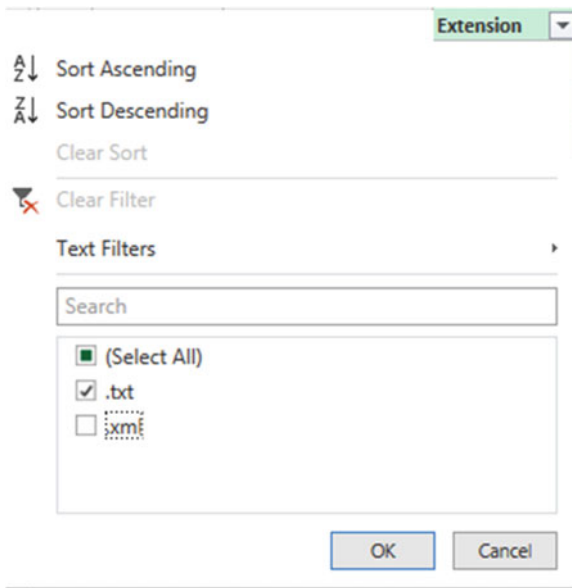 Extension
Sort Ascending
Sort Descending
Clear Sort
Clear Filter
Text Filters
Search
(Select All)
.txt
.xml
OK
Cancel